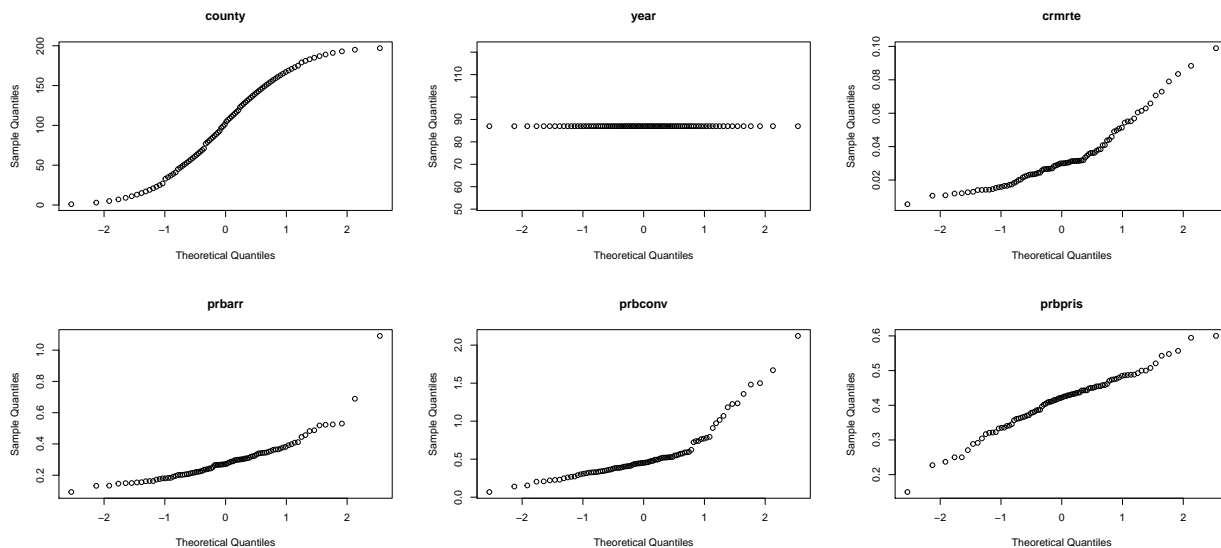 county
year
crmrte
Sample Quantiles
0 50 100 150 200
−2 −1 0 1 2
Theoretical Quantiles
Sample Quantiles
50 60 70 80 90 110
−2 −1 0 1 2
Theoretical Quantiles
Sample Quantiles
0.02 0.04 0.06 0.08 0.10
−2 −1 0 1 2
Theoretical Quantiles
prbarr
prbconv
prbpris
Sample Quantiles
0.2 0.4 0.6 0.8 1.0
−2 −1 0 1 2
Theoretical Quantiles
Sample Quantiles
0.0 0.5 1.0 1.5 2.0
−2 −1 0 1 2
Theoretical Quantiles
Sample Quantiles
0.2 0.3 0.4 0.5 0.6
−2 −1 0 1 2
Theoretical Quantiles